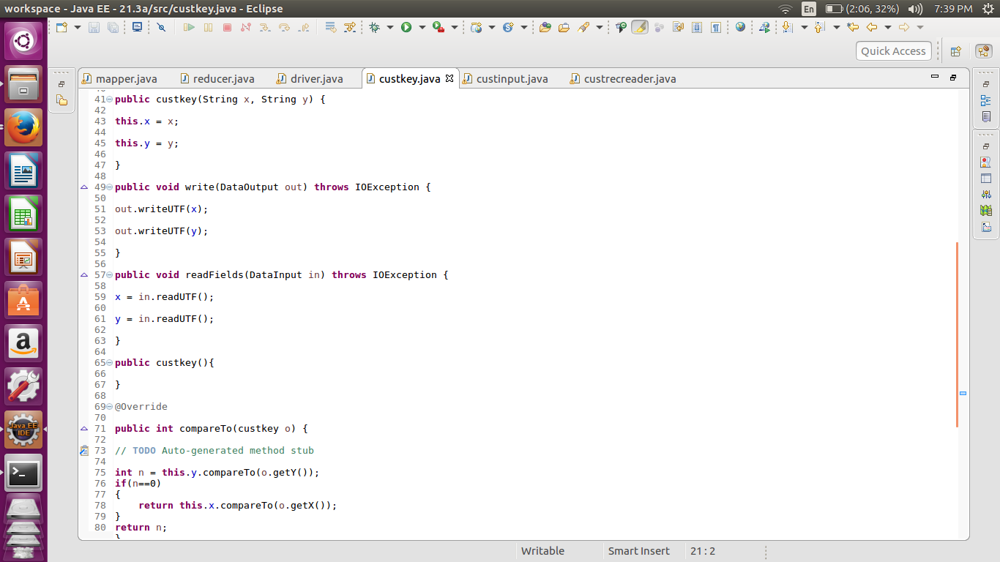 workspace - Java EE - 21.3a/src/custkey.java - Eclipse
En
(2:06, 32%)
7:39 PM
Quick Access
mapper.java
reducer.java
driver.java
custkey.java
custinput.java
custrecreader.java
41 public custkey(String x, String y) {
42
43 this.x = x;
44
45 this.y = y;
46
47 }
48
49 public void write(DataOutput out) throws IOException {
50
51 out.writeUTF(x);
52
53 out.writeUTF(y);
54
55 }
56
57 public void readFields(DataInput in) throws IOException {
58
59 x = in.readUTF();
60
61 y = in.readUTF();
62
63 }
64
65 public custkey(){
66
67 }
68
69 @Override
70
71 public int compareTo(custkey o) {
72
73 // TODO Auto-generated method stub
74
75 int n = this.y.compareTo(o.getY());
76 if(n==0)
77 {
78     return this.x.compareTo(o.getX());
79 }
80 return n;
}
Java EE
IDE
Writable
Smart Insert
21 : 2